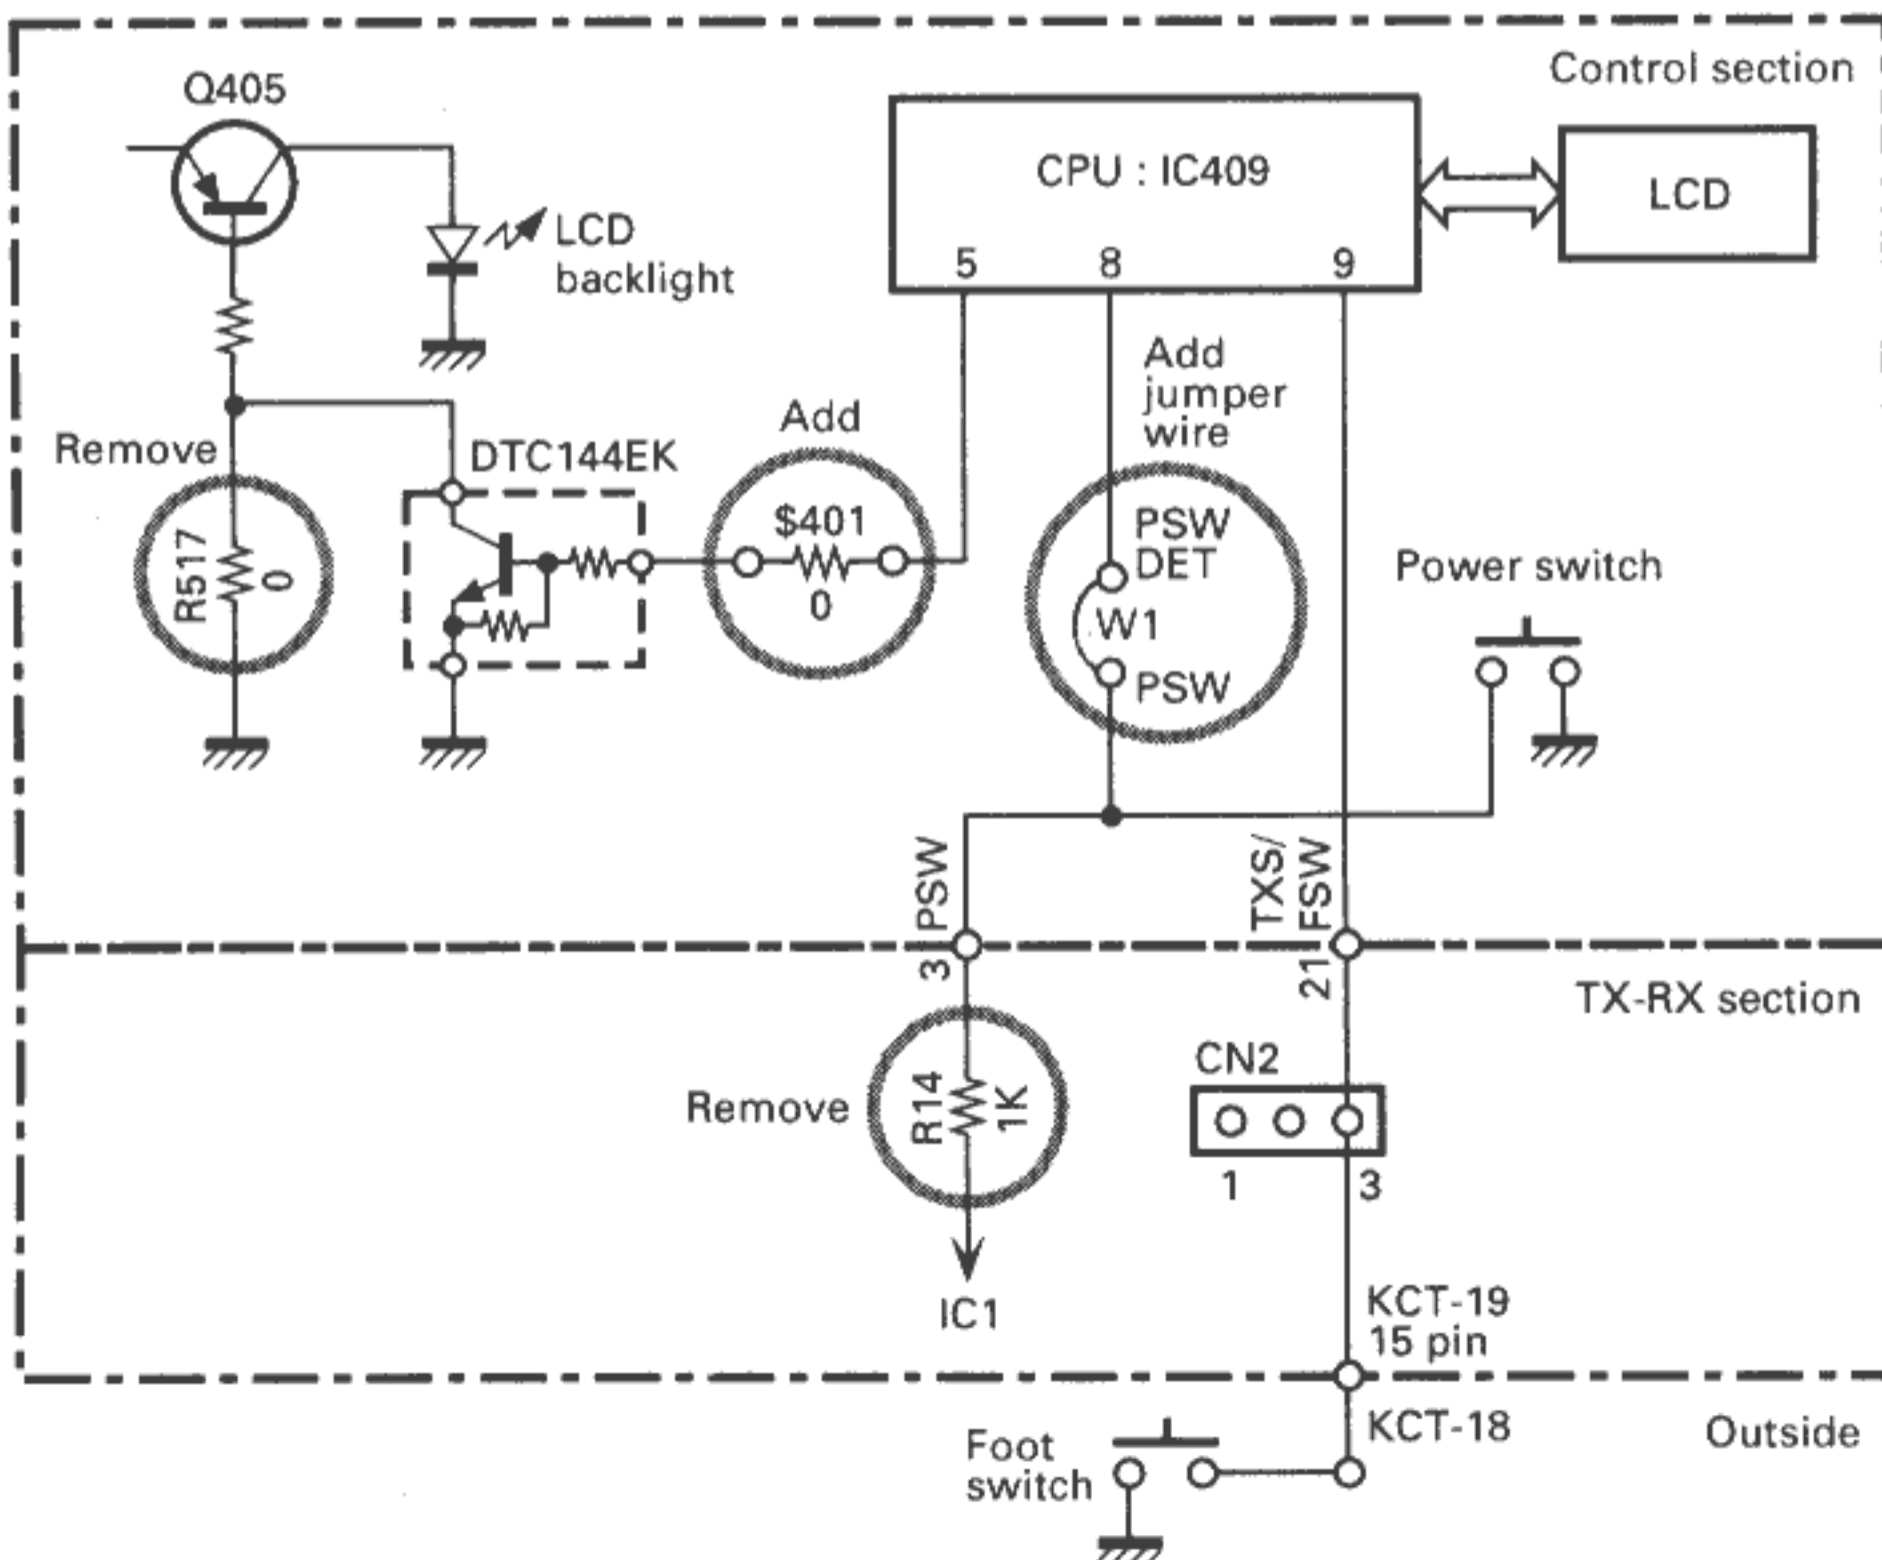 Control section
Q405
CPU : IC409
LCD
5
8
9
LCD
backlight
Add
jumper
wire
Add
Remove
DTC144EK
$401
0
R517
0
PSW
DET
W1
PSW
Power switch
PSW
TXS/
FSW
3
21
TX-RX section
CN2
Remove
R14
1K
1
3
IC1
KCT-19
15 pin
KCT-18
Outside
Foot
switch